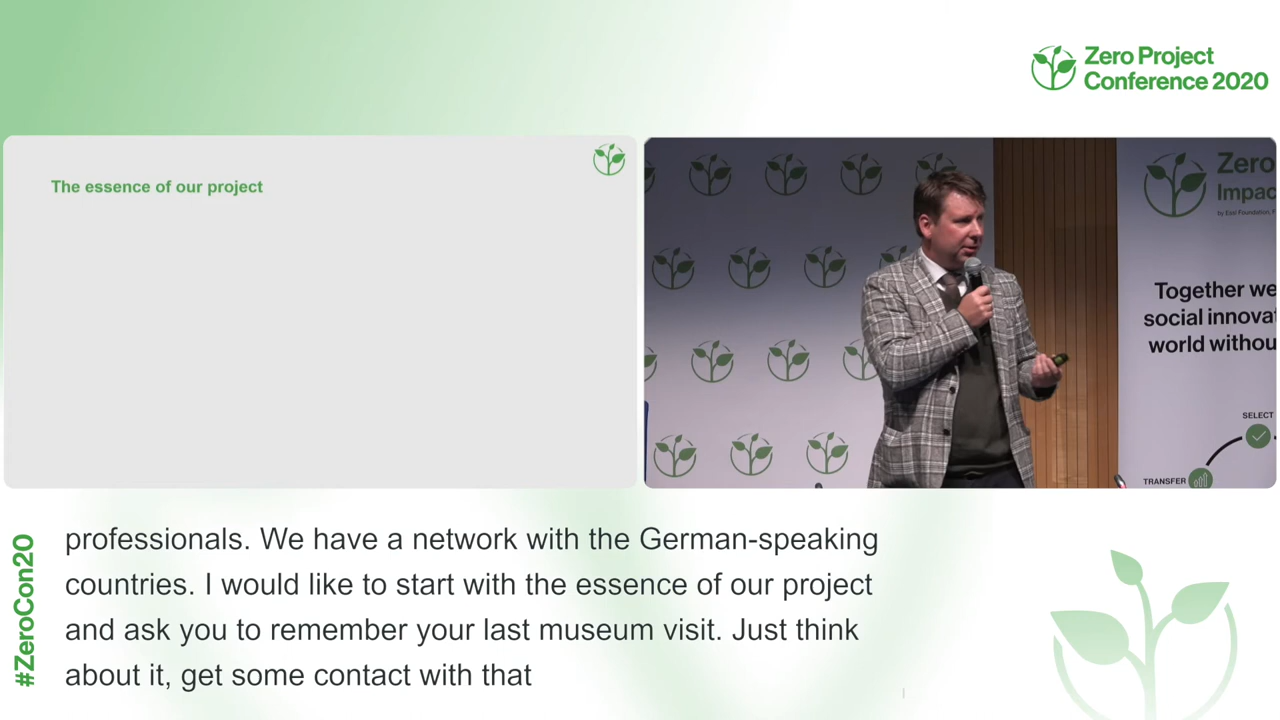 Zero Project
Conference 2020
The essence of our project
Zero
Impac
by Essl Foundation, F
Together we
social innovat
world withou
SELECT
TRANSFER
#ZeroCon20
professionals. We have a network with the German-speaking
countries. I would like to start with the essence of our project
and ask you to remember your last museum visit. Just think
about it, get some contact with that